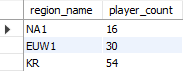 region_name player_count
NA1 16
EUW1 30
KR 54